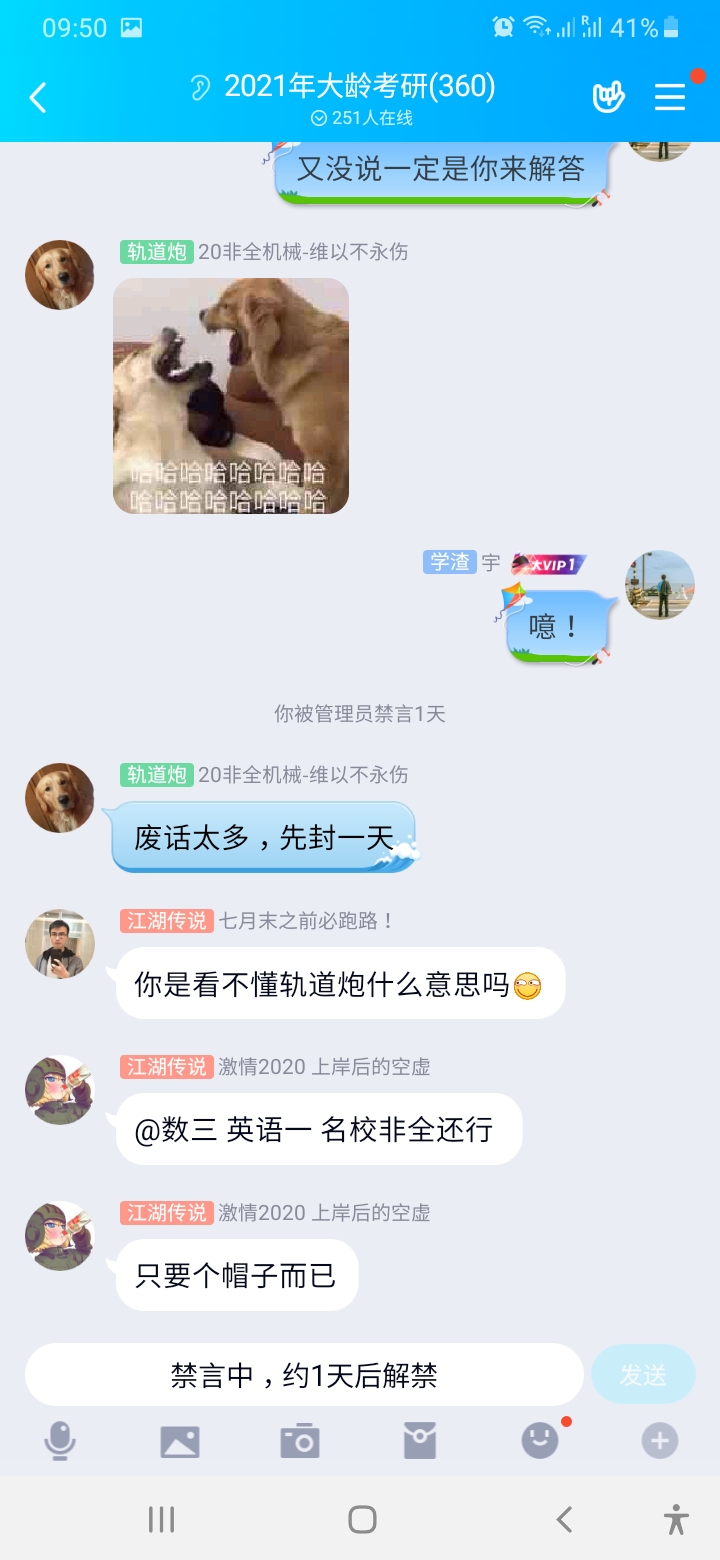 09:50
41%
2021年大龄考研(360)
251人在线
又没说一定是你来解答
轨道炮 20非全机械-维以不永伤
哈哈哈哈哈哈哈哈
哈哈哈哈哈哈哈哈
学渣 宇 大VIP1
噫！
你被管理员禁言1天
轨道炮 20非全机械-维以不永伤
废话太多，先封一天
江湖传说 七月末之前必跑路！
你是看不懂轨道炮什么意思吗
江湖传说 激情2020 上岸后的空虚
@数三 英语一 名校非全还行
江湖传说 激情2020 上岸后的空虚
只要个帽子而已
禁言中，约1天后解禁
发送